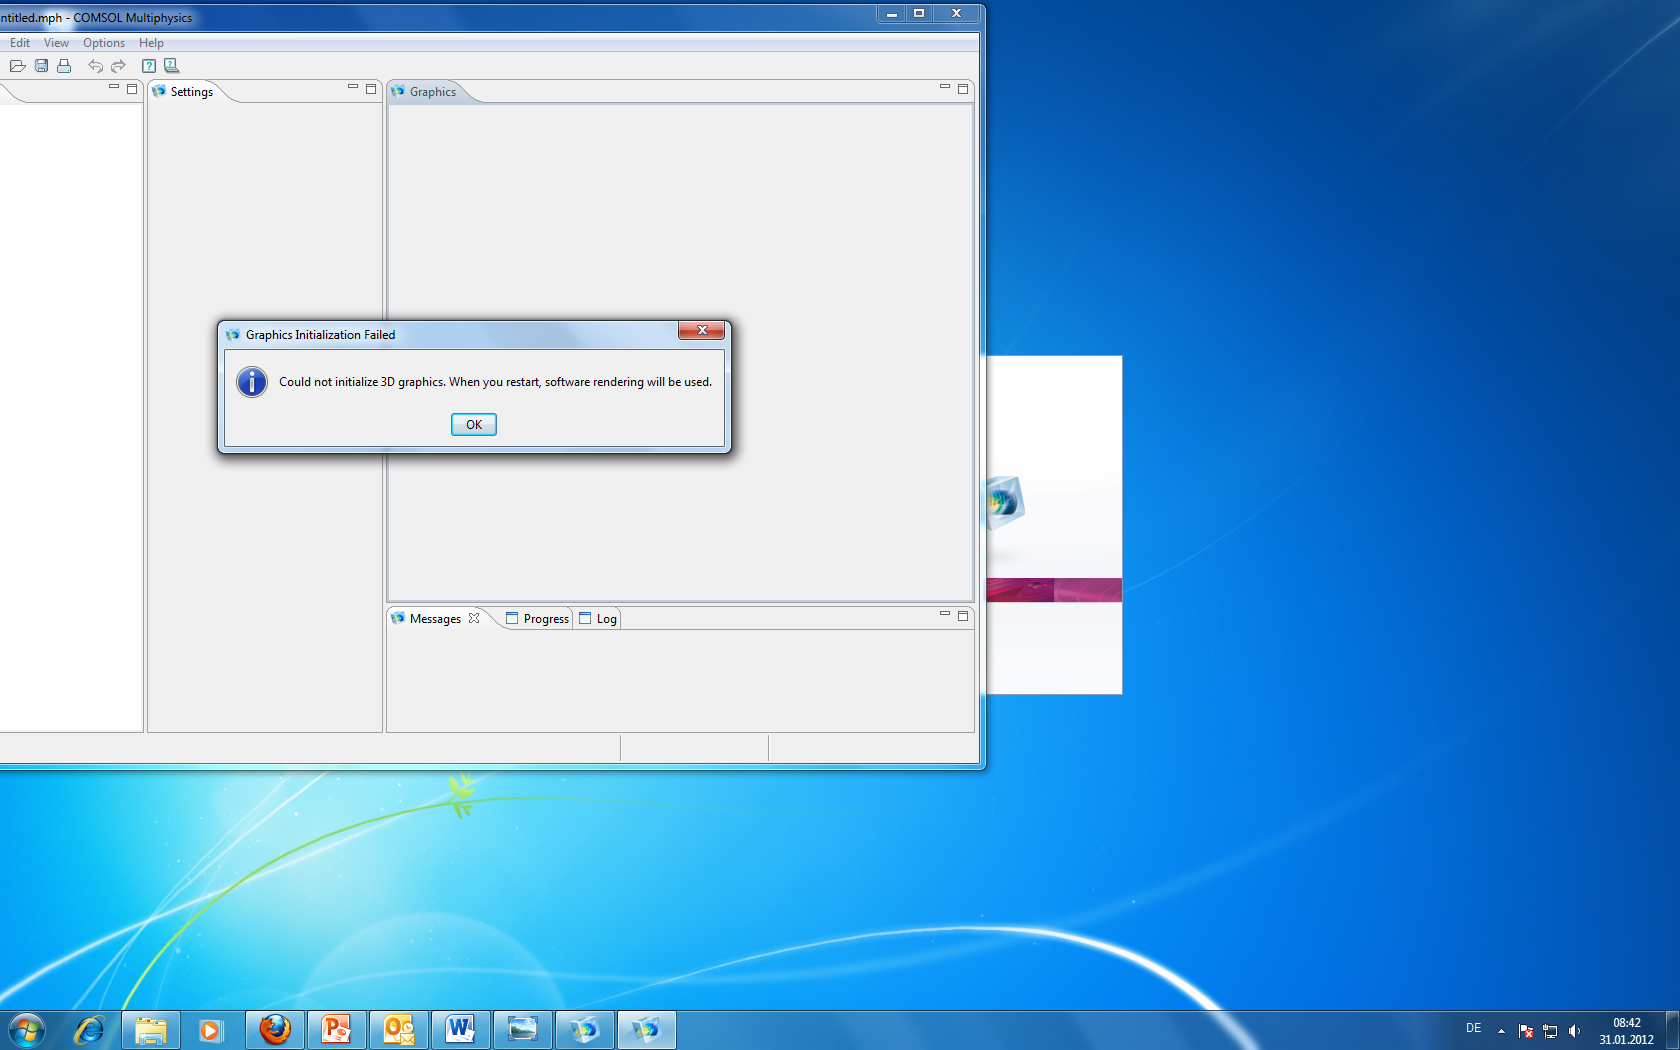 ntitled.mph - COMSOL Multiphysics
Edit View Options Help
Settings
Graphics
Graphics Initialization Failed
Could not initialize 3D graphics. When you restart, software rendering will be used.
OK
Messages Progress Log
DE
08:42
31.01.2012